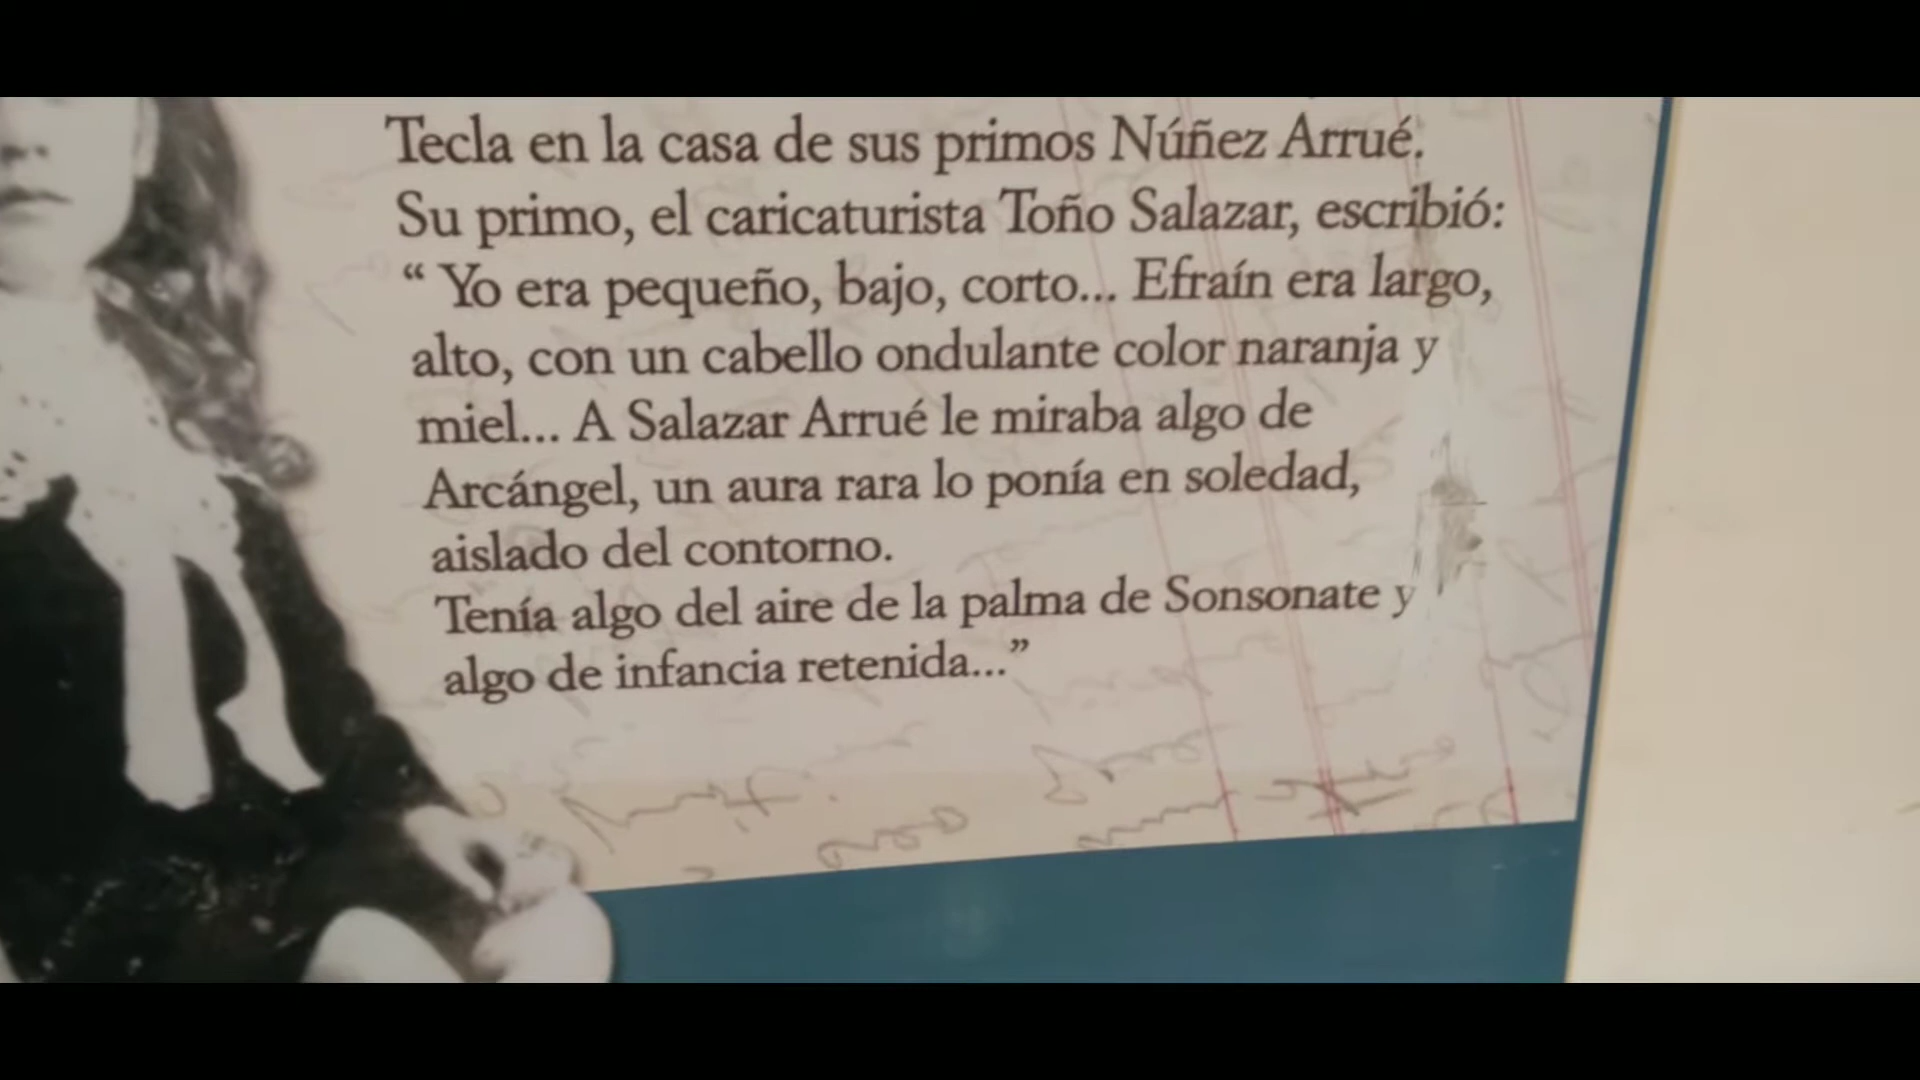 Tecla en la casa de sus primos Núñez Arrué.
Su primo, el caricaturista Toño Salazar, escribió:
“ Yo era pequeño, bajo, corto... Efraín era largo,
alto, con un cabello ondulante color naranja y
miel... A Salazar Arrué le miraba algo de
Arcángel, un aura rara lo ponía en soledad,
aislado del contorno.
Tenía algo del aire de la palma de Sonsonate y
algo de infancia retenida...”